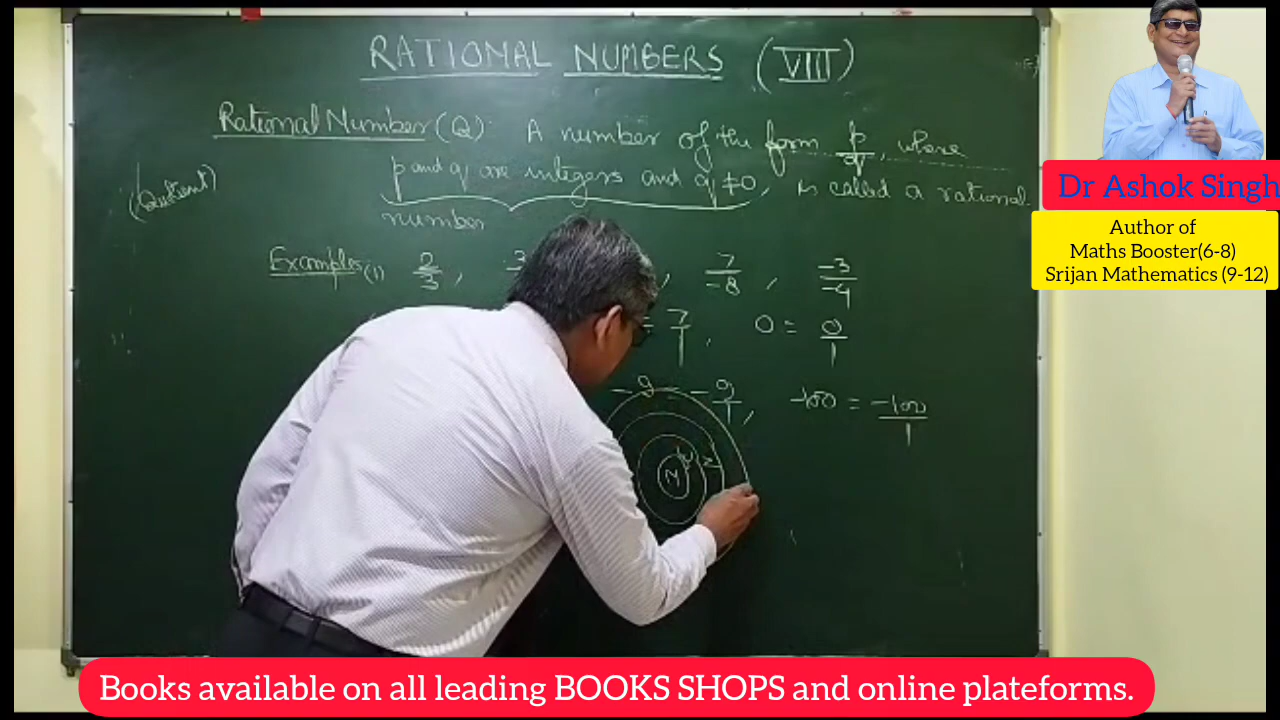 RATIONAL NUMBERS (VIII)
Rational Number (Q): A number of the form p/q, where
p and q are integers and q ≠ 0, is called a rational
number
Examples (1) 2/3, 3 , 7/-8, -3/-4
= 7/1, 0 = 0/1
-9 = -9/1, -100 = -100/1
N W Z
Dr Ashok Singh
Author of
Maths Booster(6-8)
Srijan Mathematics (9-12)
Books available on all leading BOOKS SHOPS and online plateforms.